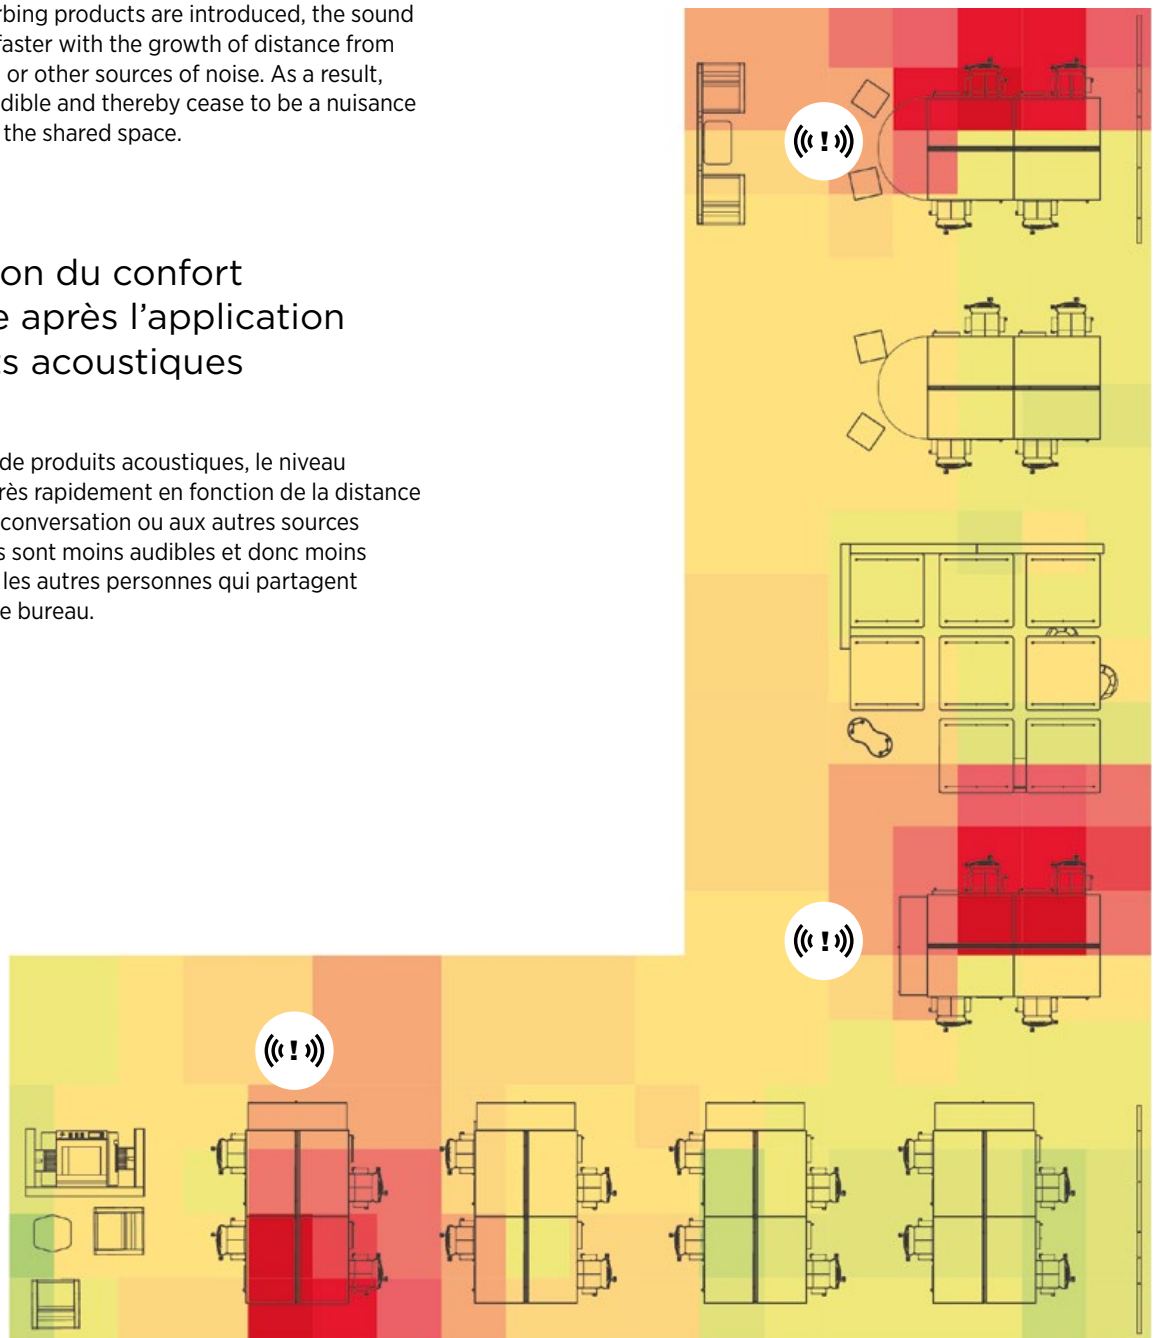 rbing products are introduced, the sound
faster with the growth of distance from
or other sources of noise. As a result,
dible and thereby cease to be a nuisance
the shared space.
on du confort
e après l’application
s acoustiques
de produits acoustiques, le niveau
rès rapidement en fonction de la distance
conversation ou aux autres sources
s sont moins audibles et donc moins
les autres personnes qui partagent
e bureau.